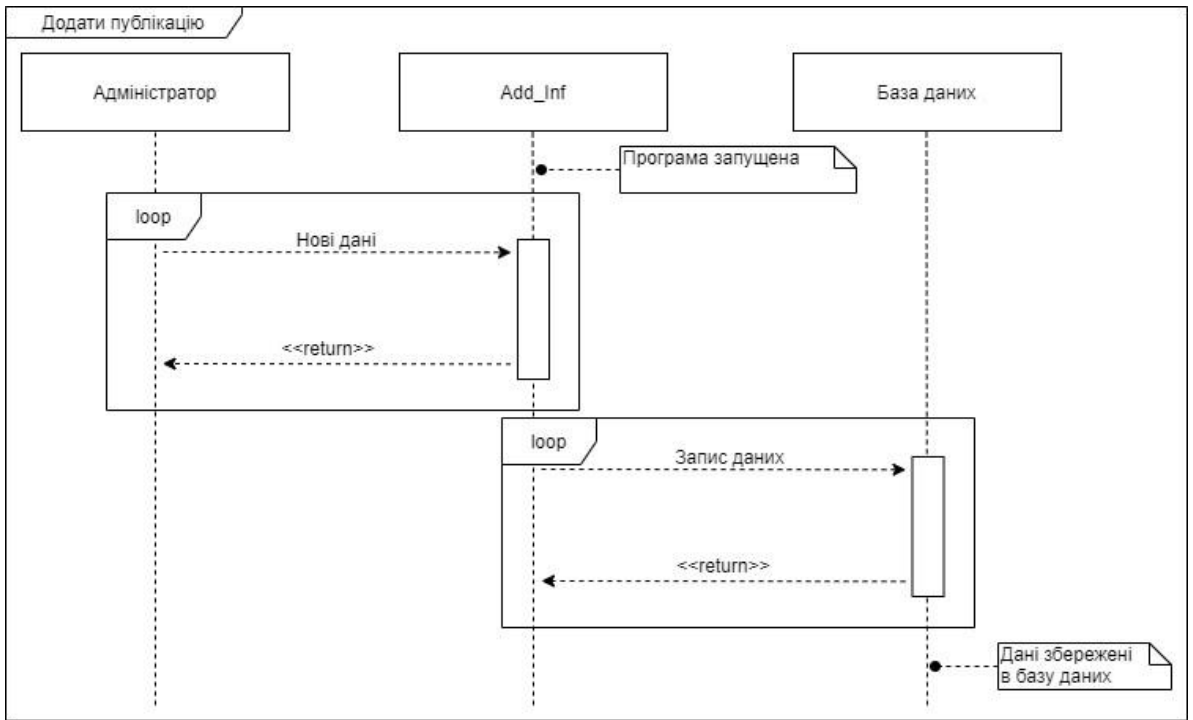 Додати публікацію
Адміністратор
Add_Inf
База даних
Програма запущена
loop
Нові дані
<<return>>
loop
Запис даних
<<return>>
Дані збережені
в базу даних